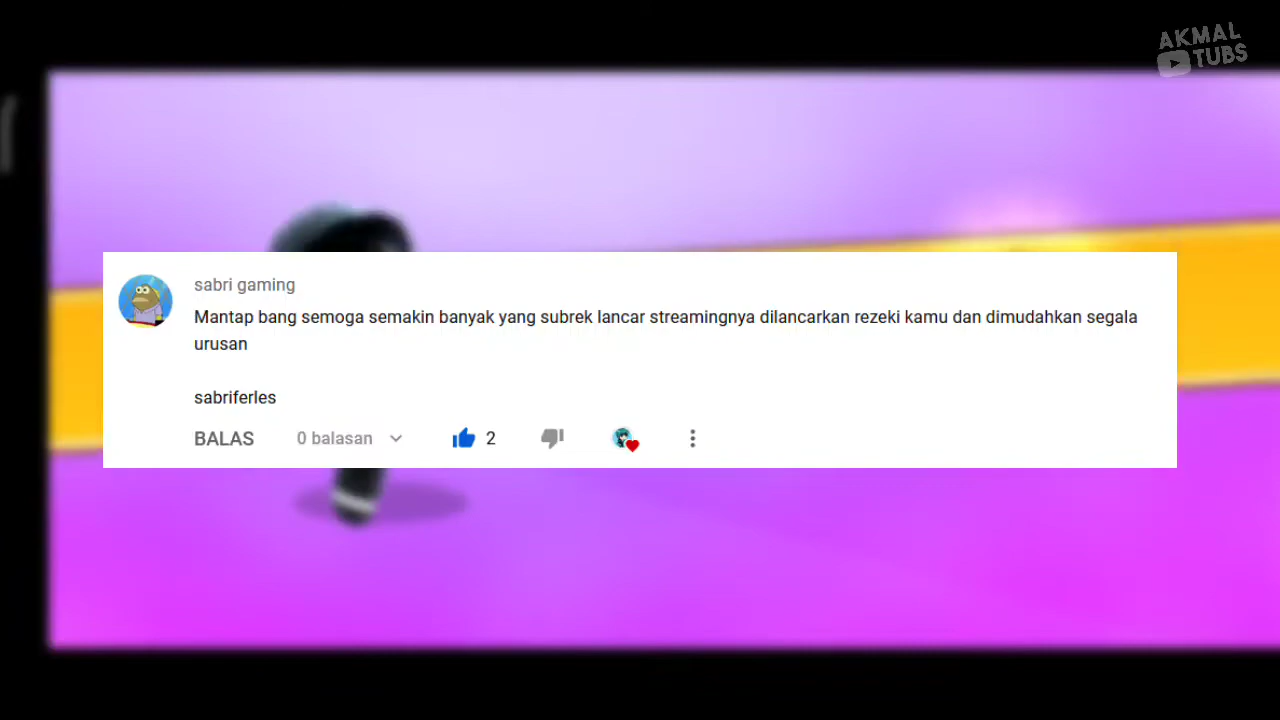 AKMAL
TUBS
sabri gaming
Mantap bang semoga semakin banyak yang subrek lancar streamingnya dilancarkan rezeki kamu dan dimudahkan segala
urusan
sabriferles
BALAS 0 balasan 2